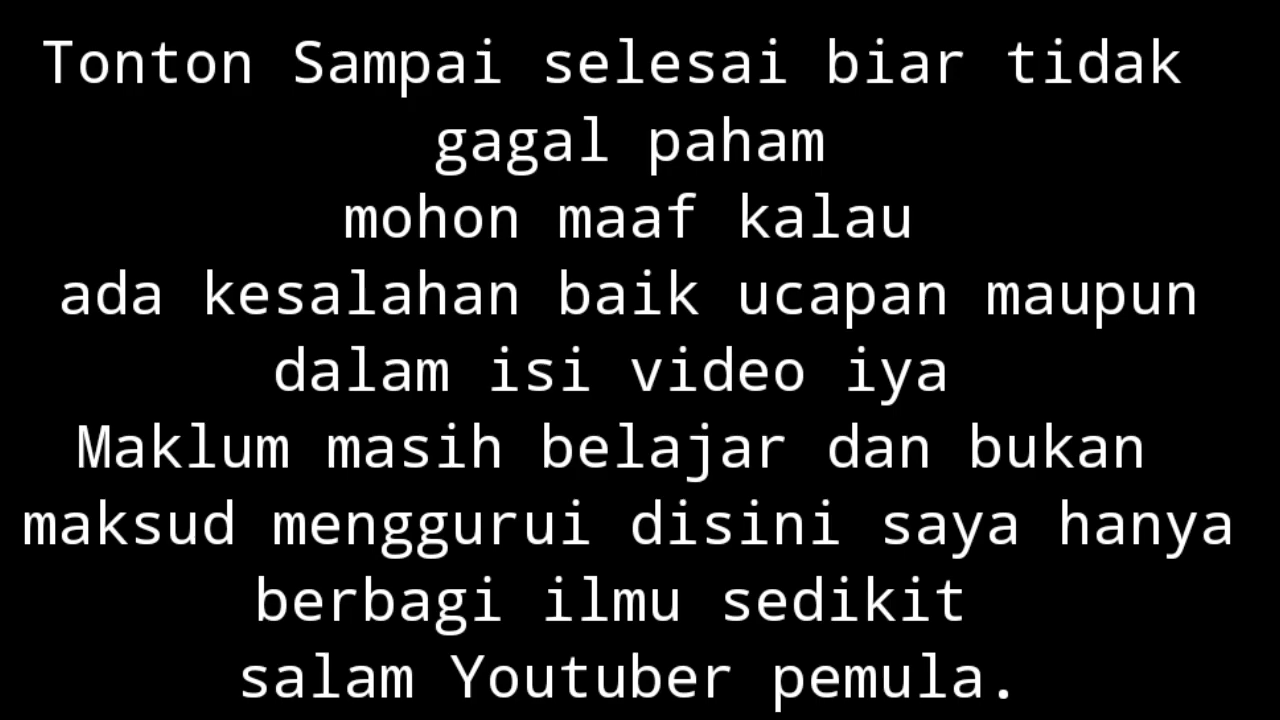 Tonton Sampai selesai biar tidak
gagal paham
mohon maaf kalau
ada kesalahan baik ucapan maupun
dalam isi video iya
Maklum masih belajar dan bukan
maksud menggurui disini saya hanya
berbagi ilmu sedikit
salam Youtuber pemula.